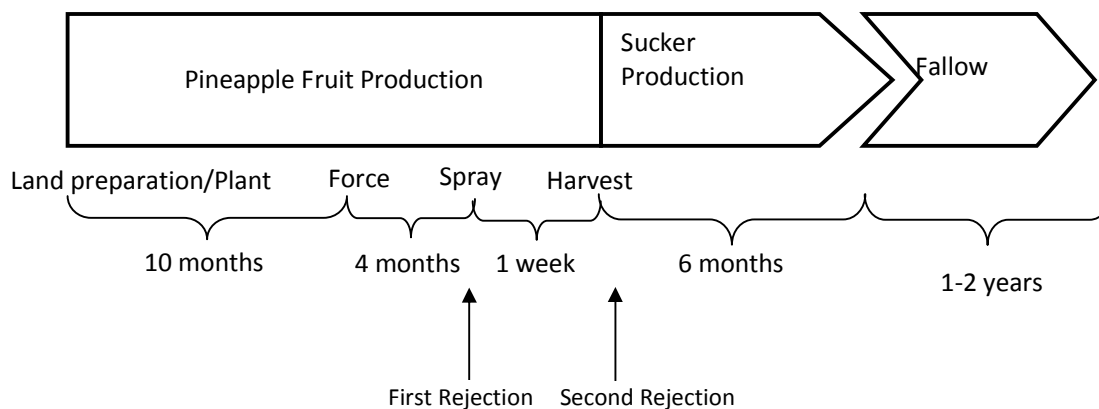 Pineapple Fruit Production
Sucker
Production
Fallow
Land preparation/Plant
Force
Spray
Harvest
10 months
4 months
1 week
6 months
1-2 years
First Rejection
Second Rejection